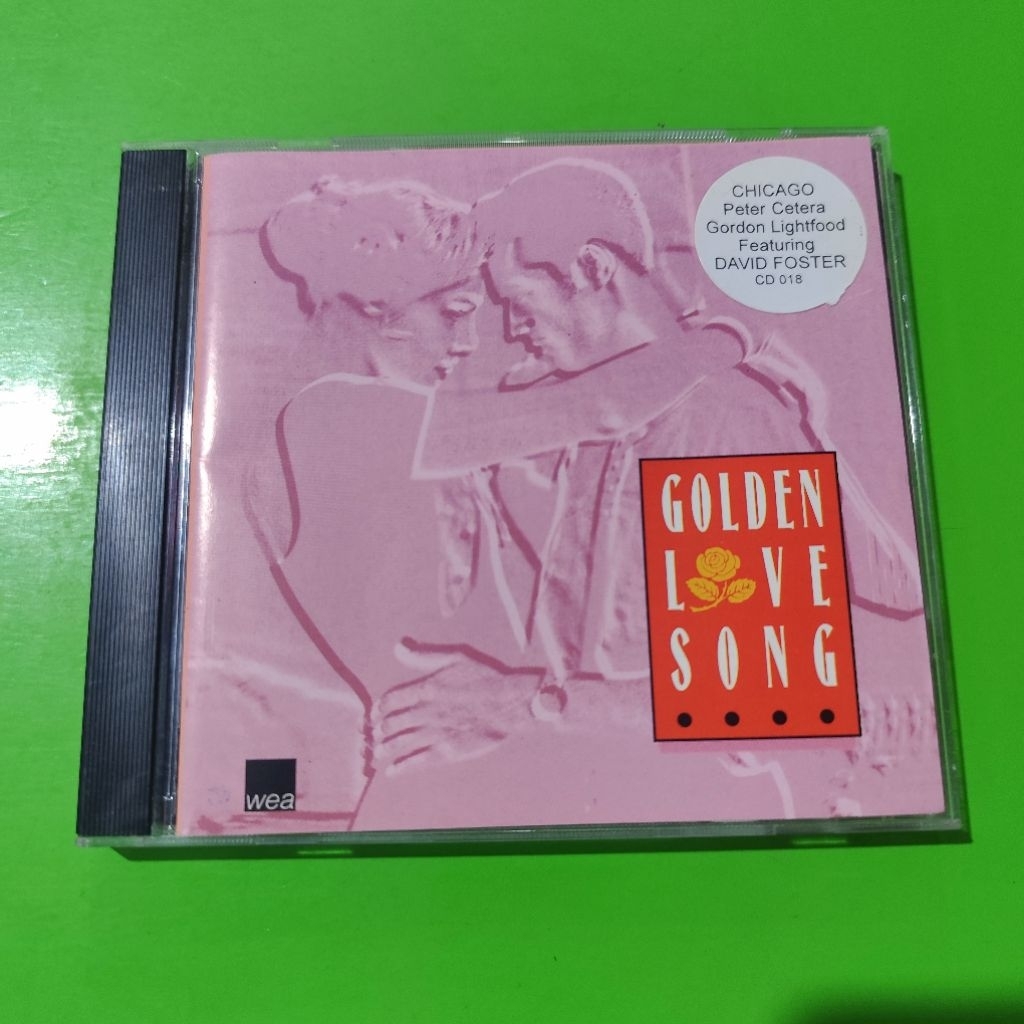 CHICAGO
Peter Cetera
Gordon Lightfood
Featuring
DAVID FOSTER
CD 018
GOLDEN
L VE
SONG
wea